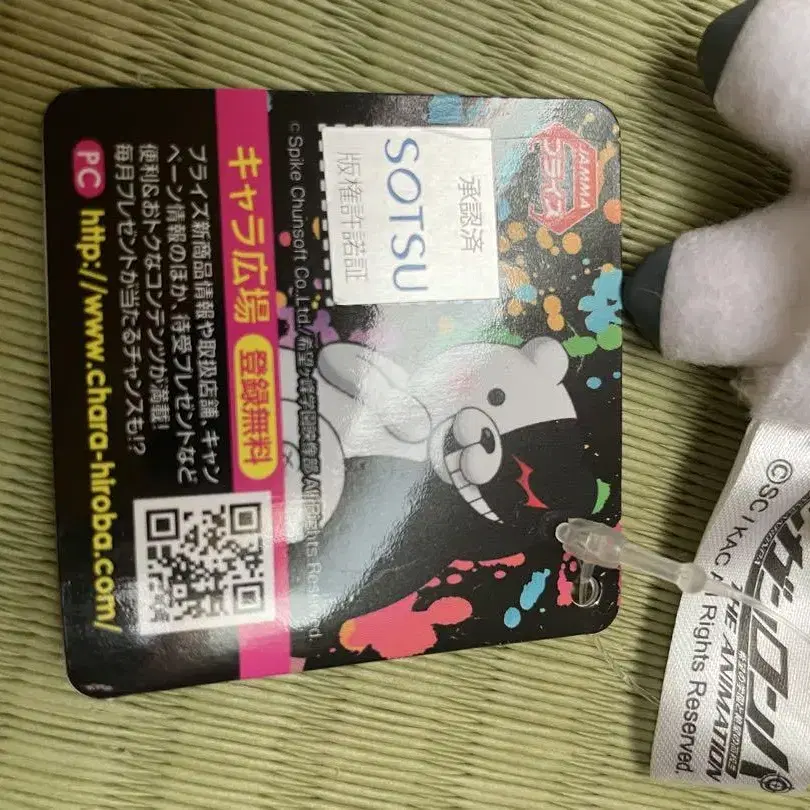 JAMMA
プライズ
承認済
SOTSU
版権許諾証
©Spike Chunsoft Co.,Ltd./希望ヶ峰学園映像部 All Rights Reserved.
キャラ広場 登録無料
プライズ新商品情報や取扱店舗、キャン
ペーン情報のほか、待受プレゼントなど
便利&おトクなコンテンツが満載!
毎月プレゼントが当たるチャンスも!?
PC http://www.chara-hiroba.com/
ガンロンパ
THE ANIMATION
©SC / KAC All Rights Reserved.